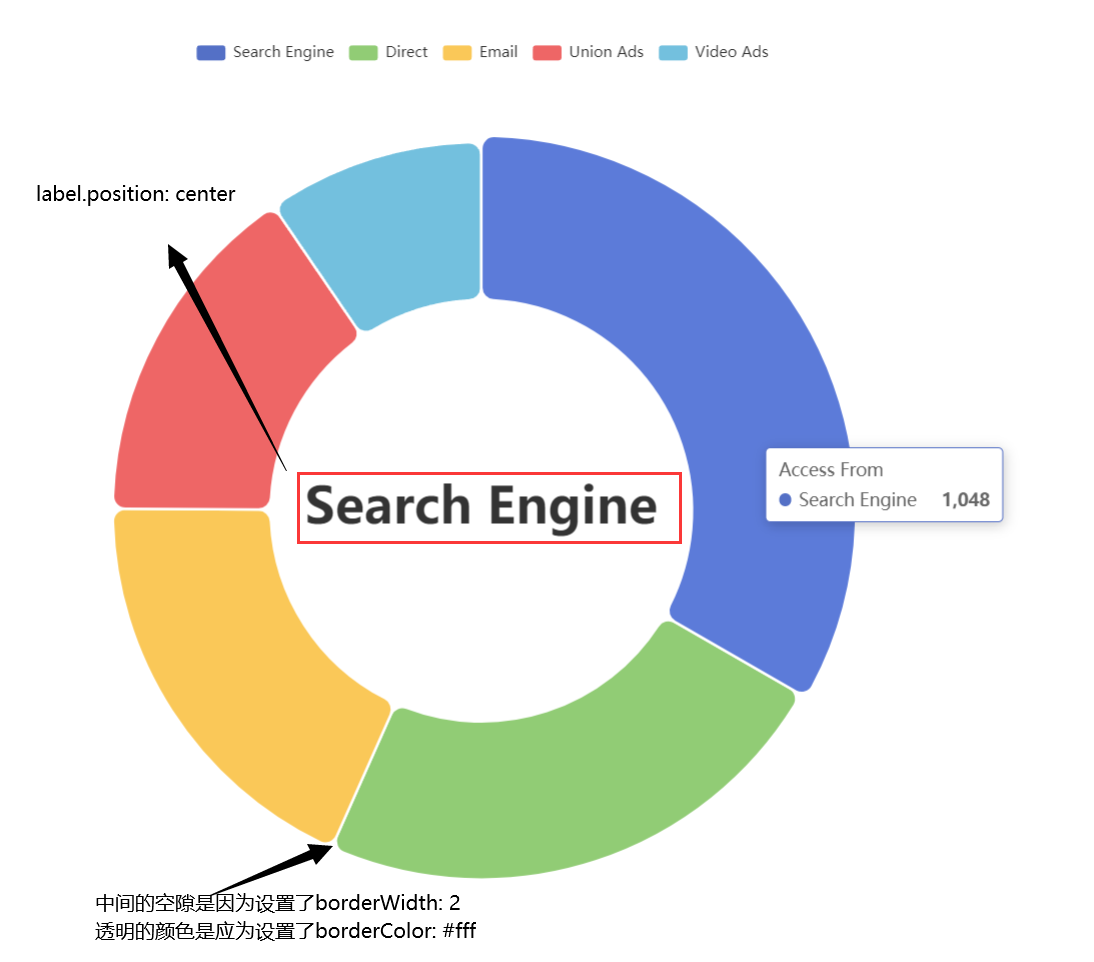 Search Engine Direct Email Union Ads Video Ads
label.position: center
Access From
Search Engine 1,048
Search Engine
中间的空隙是因为设置了borderWidth: 2
透明的颜色是应为设置了borderColor: #fff